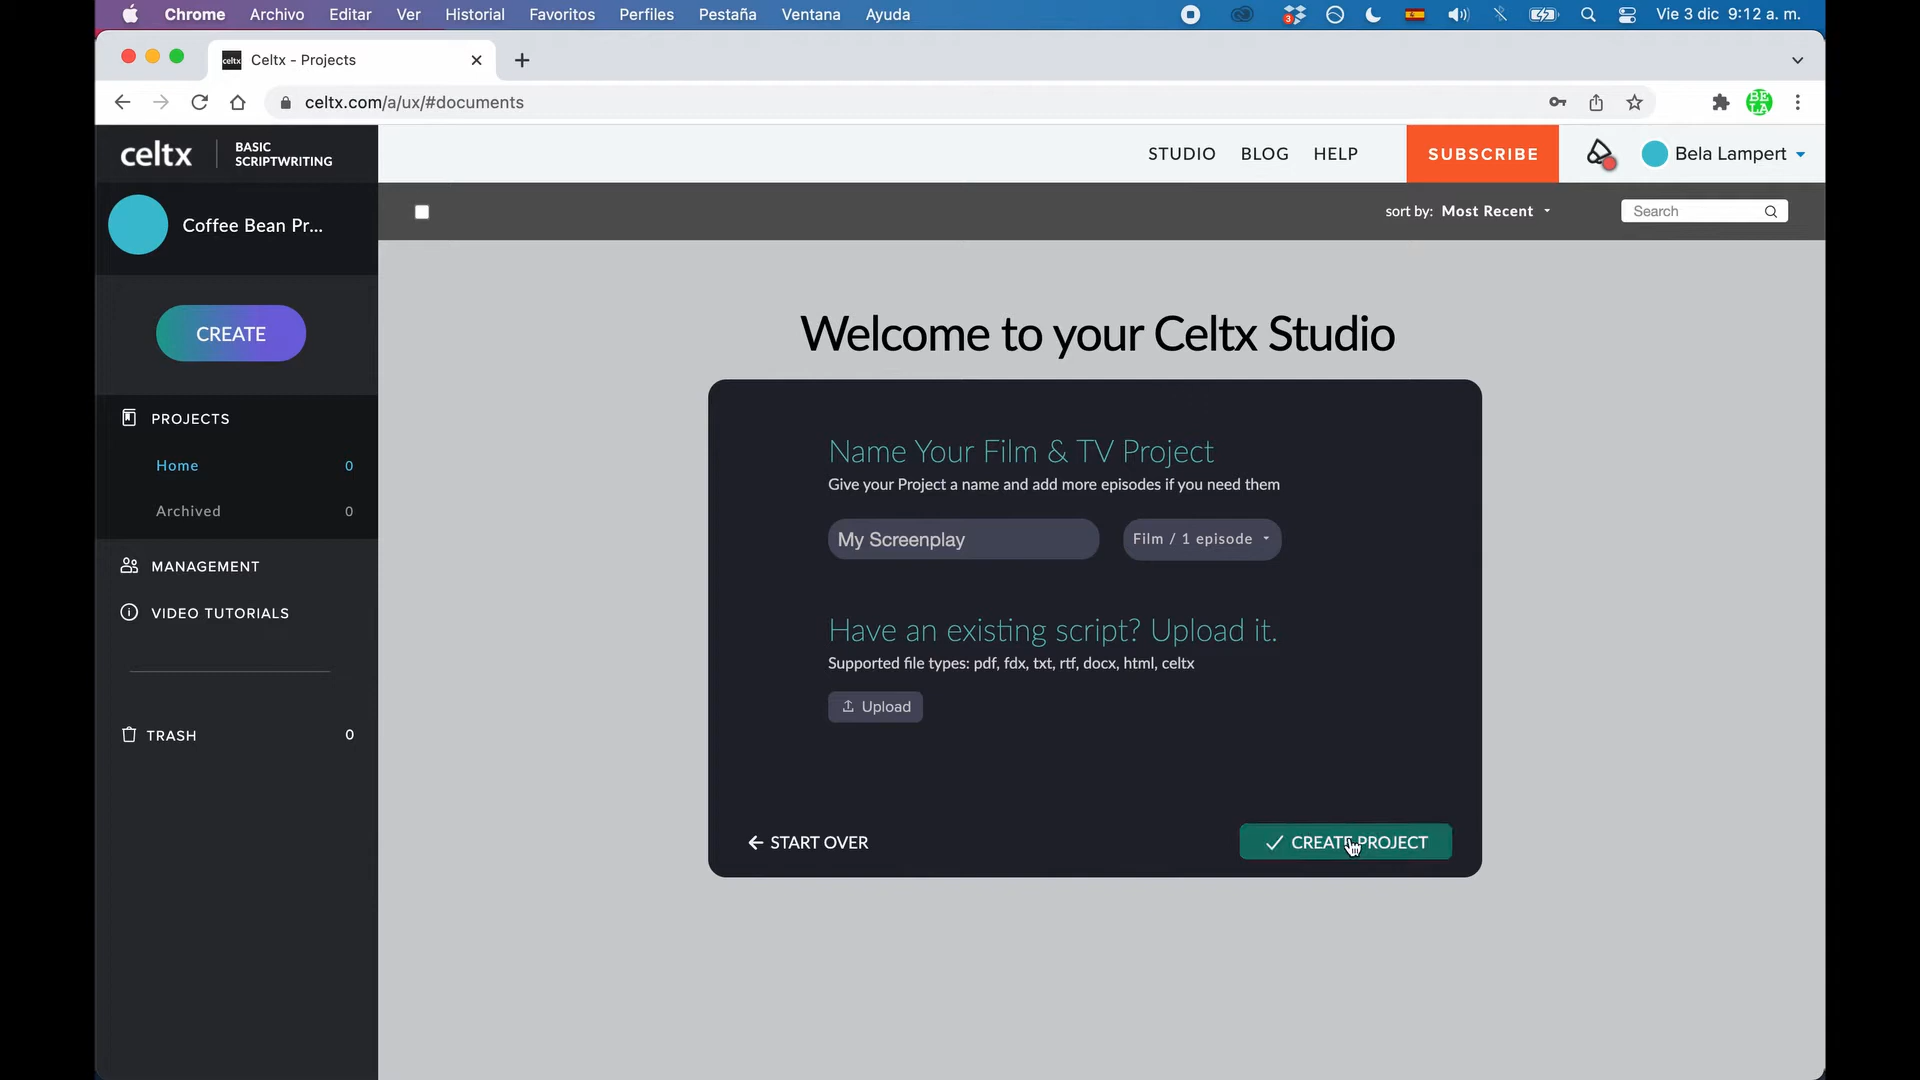 Chrome Archivo Editar Ver Historial Favoritos Perfiles Pestaña Ventana Ayuda 3 Vie 3 dic 9:12 a. m.
celtx Celtx - Projects
celtx.com/a/ux/#documents BE LA
celtx BASIC SCRIPTWRITING STUDIO BLOG HELP SUBSCRIBE Bela Lampert
Coffee Bean Pr... sort by: Most Recent Search
CREATE
Welcome to your Celtx Studio
PROJECTS
Home 0
Archived 0
MANAGEMENT
VIDEO TUTORIALS
TRASH 0
Name Your Film & TV Project
Give your Project a name and add more episodes if you need them
My Screenplay Film / 1 episode
Have an existing script? Upload it.
Supported file types: pdf, fdx, txt, rtf, docx, html, celtx
Upload
START OVER CREATE PROJECT